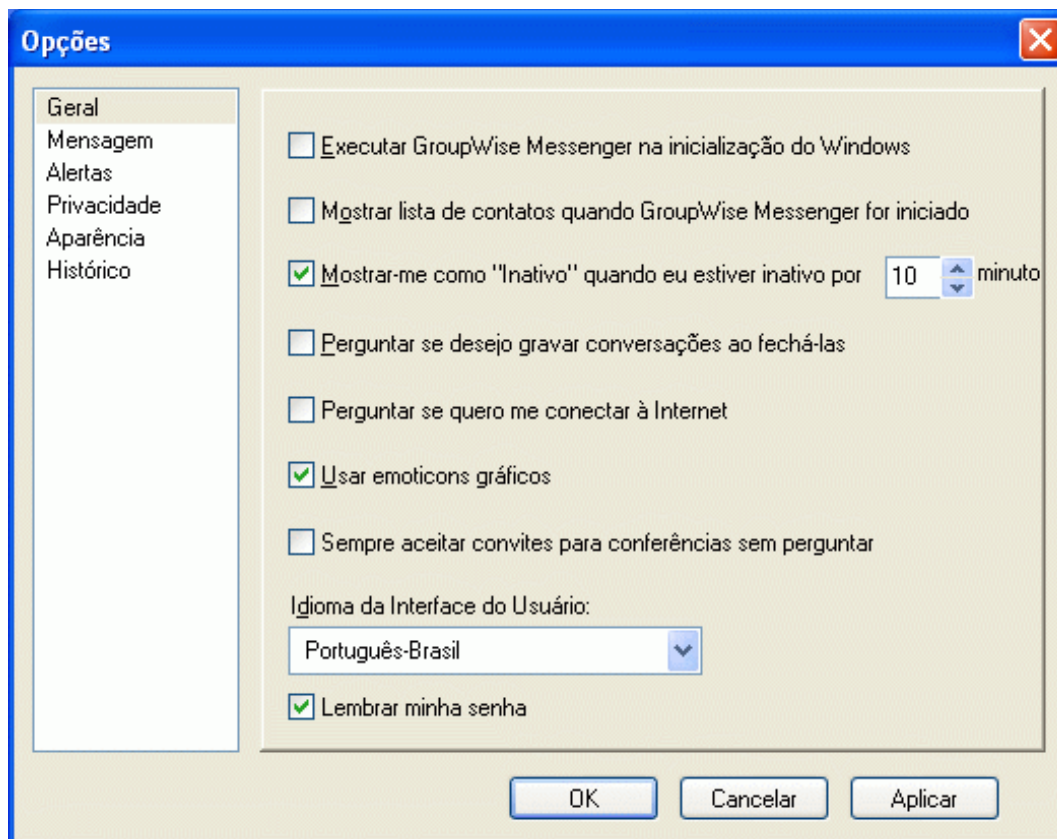 Opções
Geral
Mensagem
Alertas
Privacidade
Aparência
Histórico
Executar GroupWise Messenger na inicialização do Windows
Mostrar lista de contatos quando GroupWise Messenger for iniciado
Mostrar-me como "Inativo" quando eu estiver inativo por 10 minuto
Perguntar se desejo gravar conversações ao fechá-las
Perguntar se quero me conectar à Internet
Usar emoticons gráficos
Sempre aceitar convites para conferências sem perguntar
Idioma da Interface do Usuário:
Português-Brasil
Lembrar minha senha
OK Cancelar Aplicar